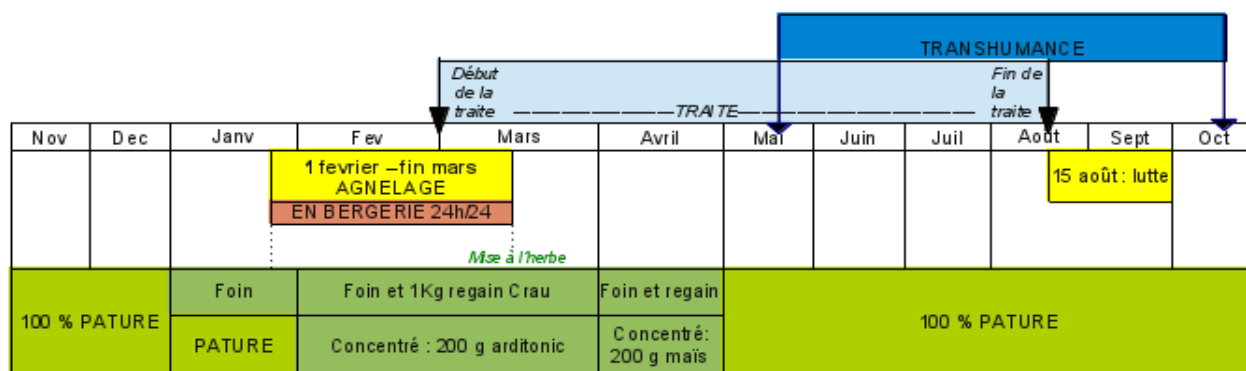 TRANSHUMANCE
Début
de la
traite
TRAITE
Fin de
la
traite
Nov Dec Janv Fev Mars Avril Mai Juin Juil Août Sept Oct
1 fevrier –fin mars
AGNELAGE
15 août : lutte
EN BERGERIE 24h/24
Mise à l'herbe
100 % PATURE
Foin
PATURE
Foin et 1Kg regain Crau
Concentré : 200 g arditonic
Foin et regain
Concentré:
200 g maïs
100 % PATURE